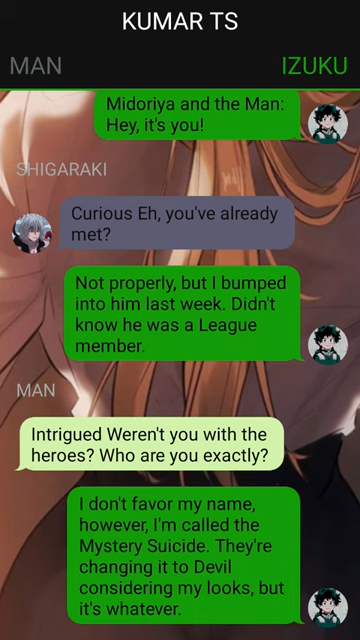 KUMAR TS
MAN
IZUKU
Midoriya and the Man:
Hey, it's you!
SHIGARAKI
Curious Eh, you've already
met?
Not properly, but I bumped
into him last week. Didn't
know he was a League
member.
MAN
Intrigued Weren't you with the
heroes? Who are you exactly?
I don't favor my name,
however, I'm called the
Mystery Suicide. They're
changing it to Devil
considering my looks, but
it's whatever.